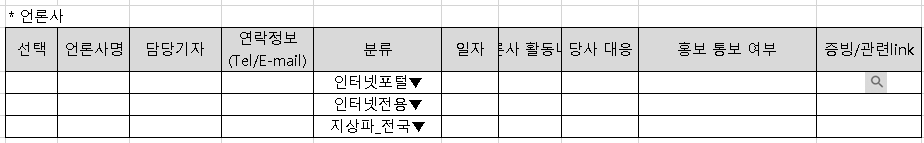 * 언론사
선택 언론사명 담당기자 연락정보 (Tel/E-mail) 분류 일자 론사 활동내 당사 대응 홍보 통보 여부 증빙/관련link
인터넷포털▼
인터넷전용▼
지상파_전국▼